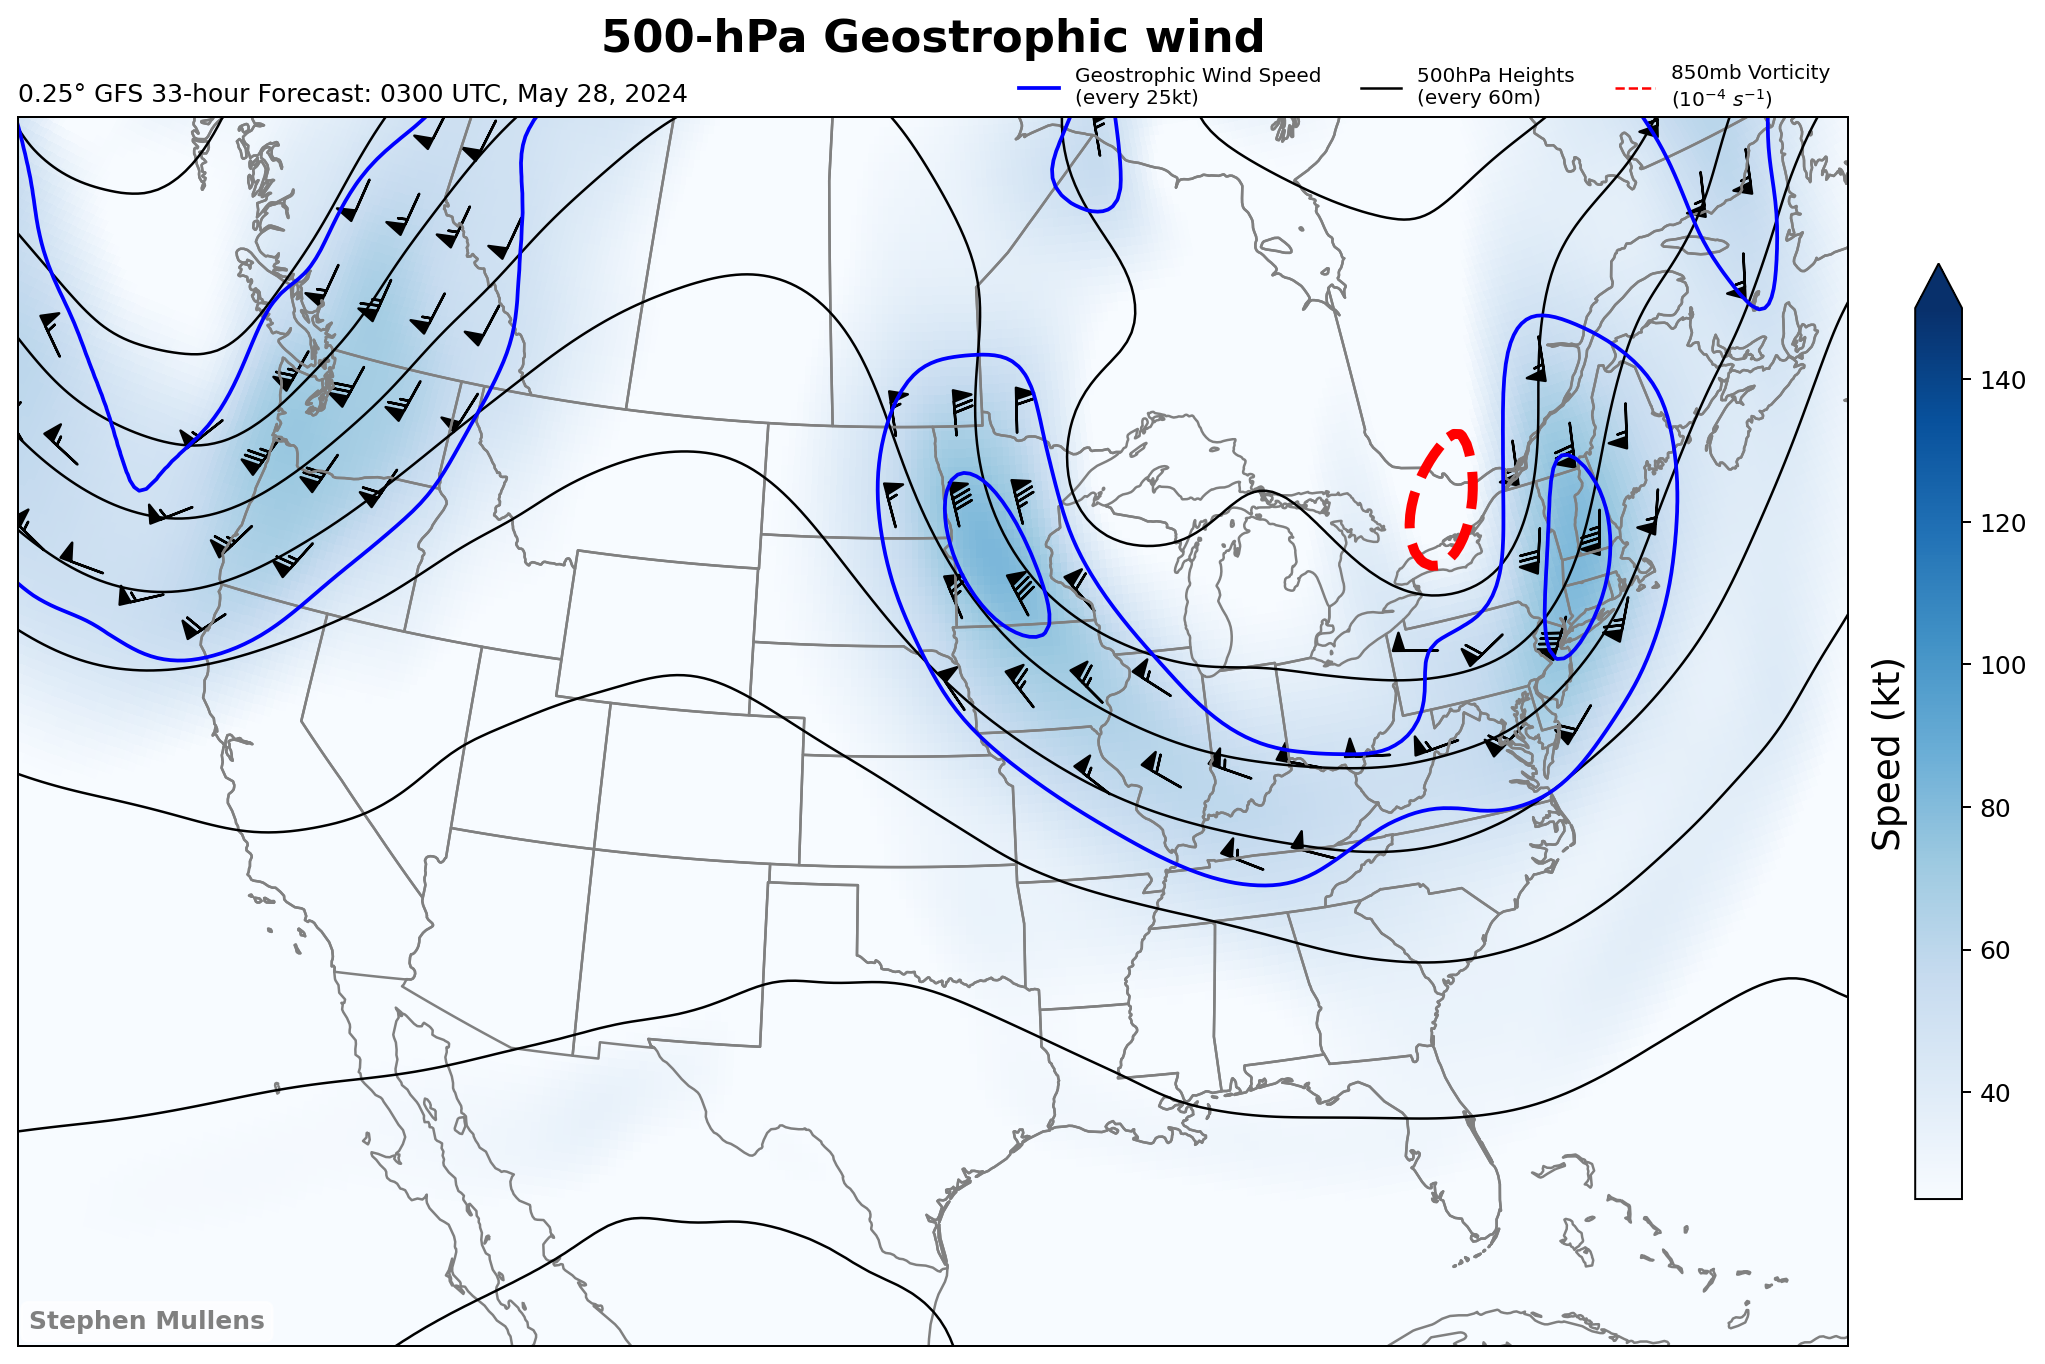 500-hPa Geostrophic wind
0.25° GFS 33-hour Forecast: 0300 UTC, May 28, 2024
Geostrophic Wind Speed
(every 25kt)
500hPa Heights
(every 60m)
850mb Vorticity
(10⁻⁴ s⁻¹)
140
120
100
80
60
40
Speed (kt)
Stephen Mullens